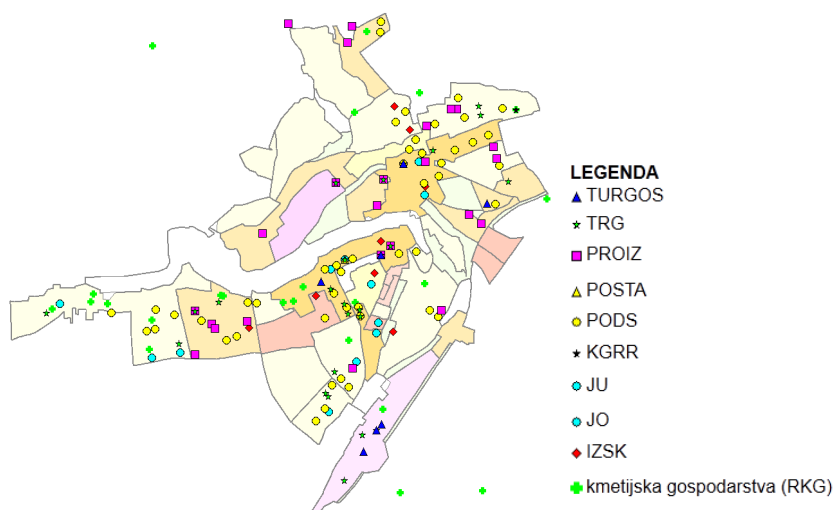 LEGENDA
TURGOS
TRG
PROIZ
POSTA
PODS
KGRR
JU
JO
IZSK
kmetijska gospodarstva (RKG)